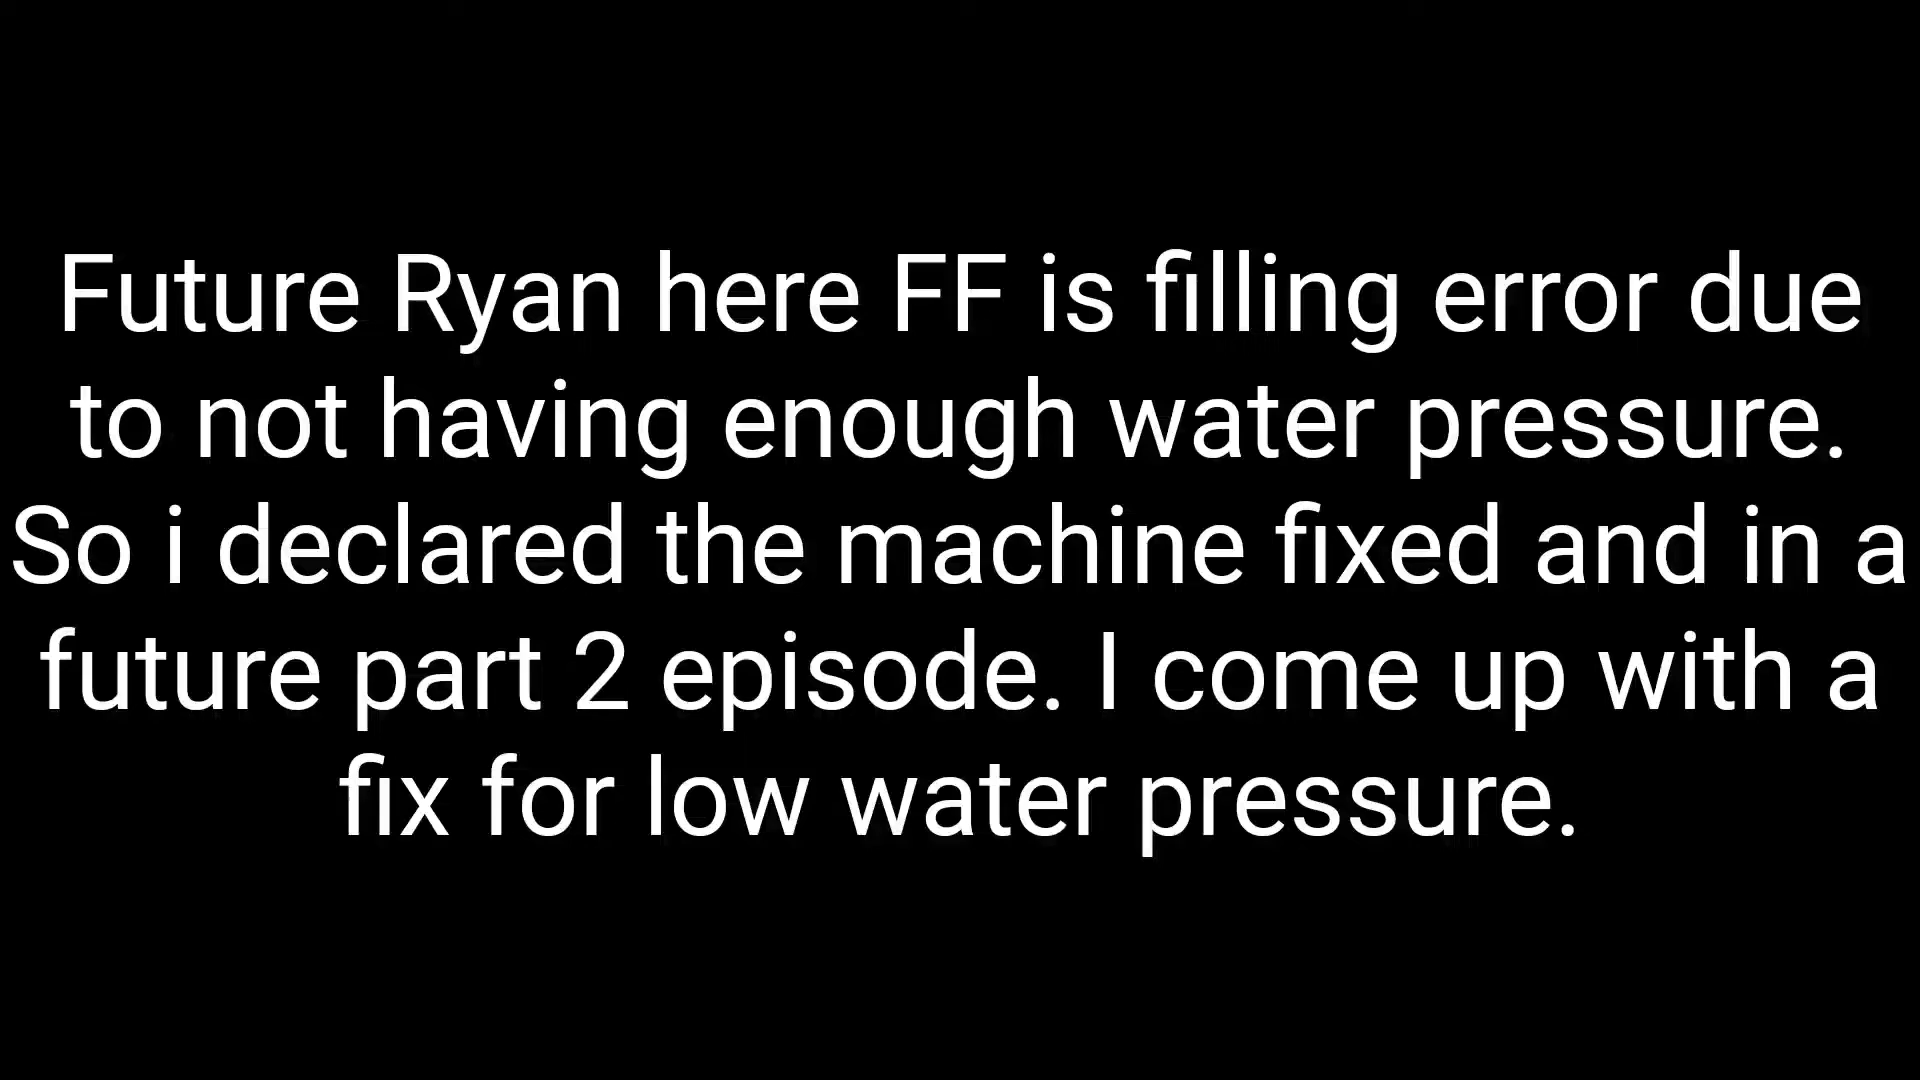 Future Ryan here FF is filling error due
to not having enough water pressure.
So i declared the machine fixed and in a
future part 2 episode. I come up with a
fix for low water pressure.